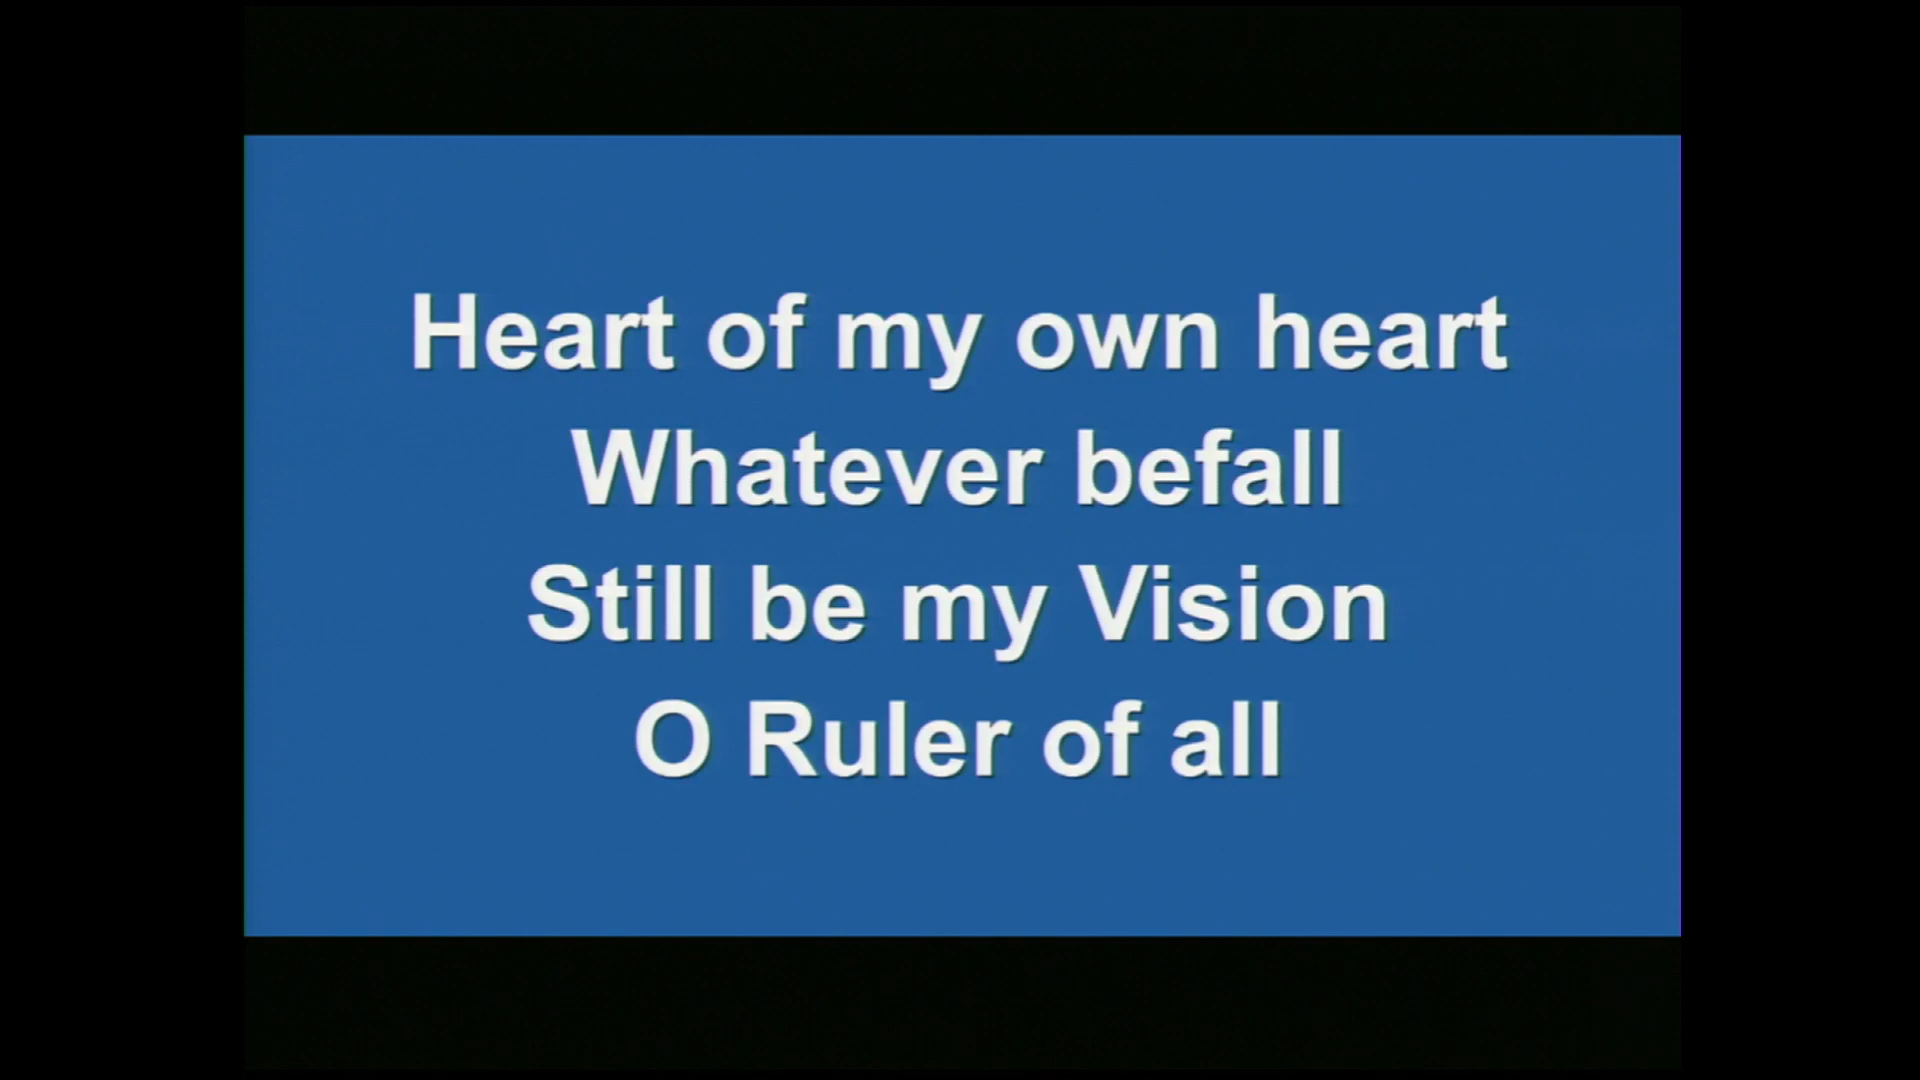 Heart of my own heart
Whatever befall
Still be my Vision
O Ruler of all